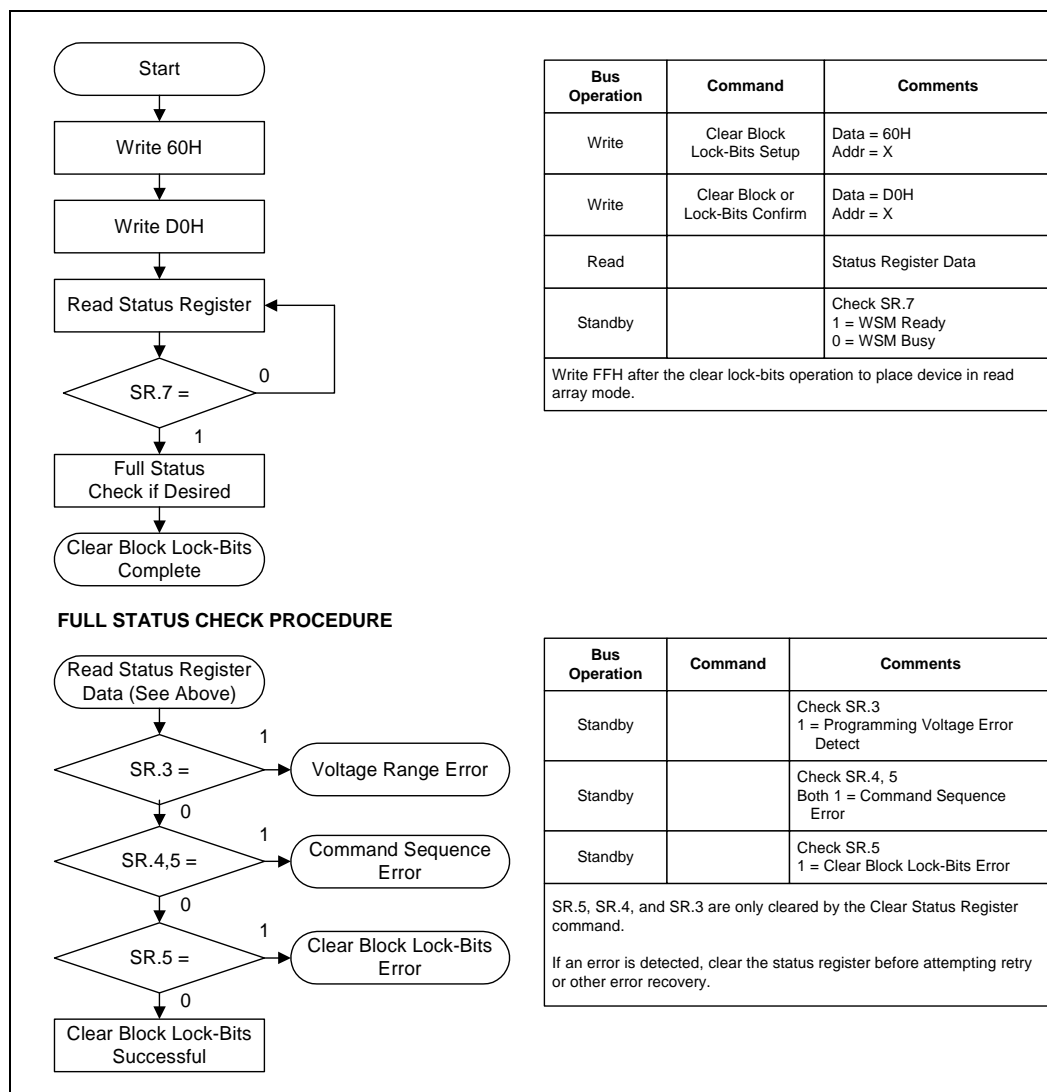 Start
Write 60H
Write D0H
Read Status Register
SR.7 =
0
1
Full Status
Check if Desired
Clear Block Lock-Bits
Complete
Bus
Operation
Command
Comments
Write
Clear Block
Lock-Bits Setup
Data = 60H
Addr = X
Write
Clear Block or
Lock-Bits Confirm
Data = D0H
Addr = X
Read
Status Register Data
Standby
Check SR.7
1 = WSM Ready
0 = WSM Busy
Write FFH after the clear lock-bits operation to place device in read
array mode.
FULL STATUS CHECK PROCEDURE
Read Status Register
Data (See Above)
SR.3 =
1
Voltage Range Error
0
SR.4,5 =
1
Command Sequence
Error
0
SR.5 =
1
Clear Block Lock-Bits
Error
0
Clear Block Lock-Bits
Successful
Bus
Operation
Command
Comments
Standby
Check SR.3
1 = Programming Voltage Error
Detect
Standby
Check SR.4, 5
Both 1 = Command Sequence
Error
Standby
Check SR.5
1 = Clear Block Lock-Bits Error
SR.5, SR.4, and SR.3 are only cleared by the Clear Status Register
command.
If an error is detected, clear the status register before attempting retry
or other error recovery.